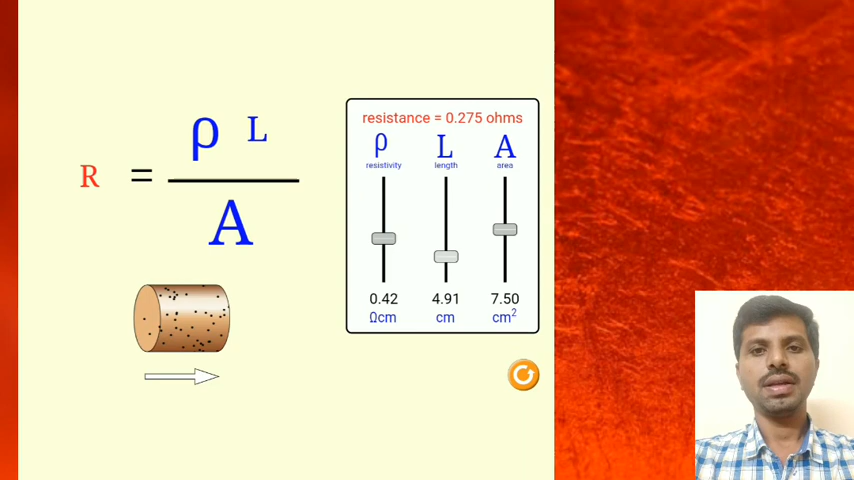 R = ρ L
A
resistance = 0.275 ohms
ρ L A
resistivity length area
0.42 4.91 7.50
Ωcm cm cm²